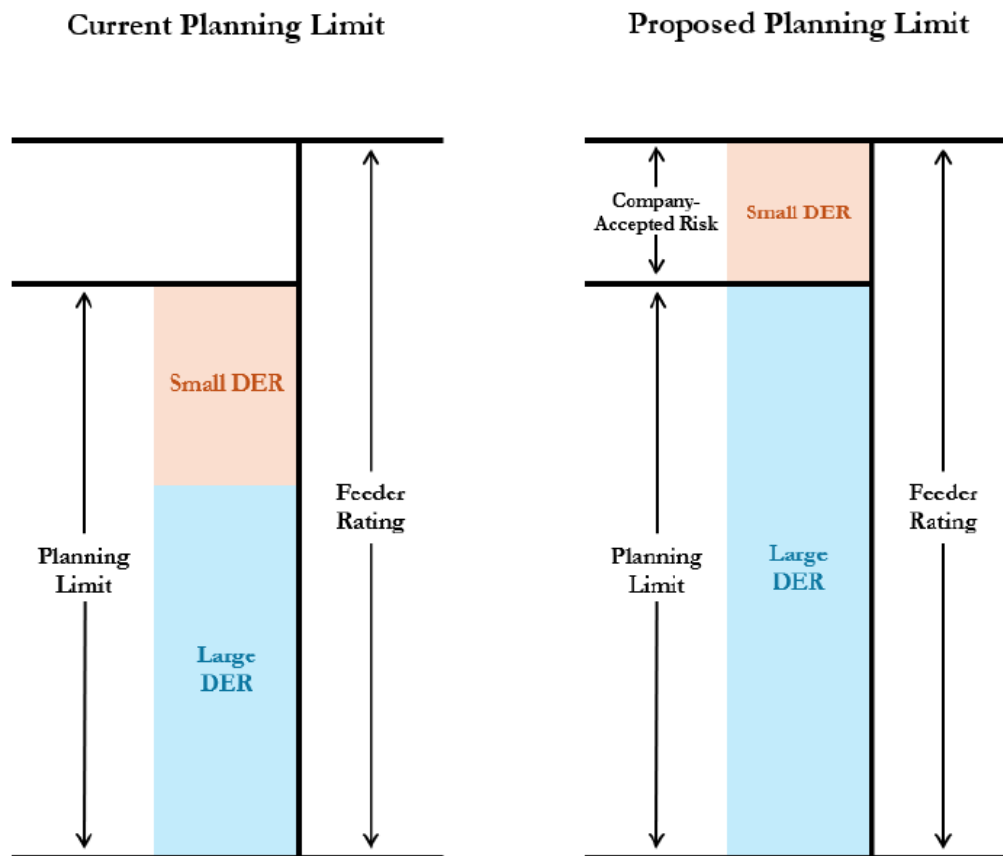 Current Planning Limit
Small DER
Feeder
Rating
Planning
Limit
Large
DER
Proposed Planning Limit
Company-
Accepted Risk
Small DER
Feeder
Rating
Planning
Limit
Large
DER